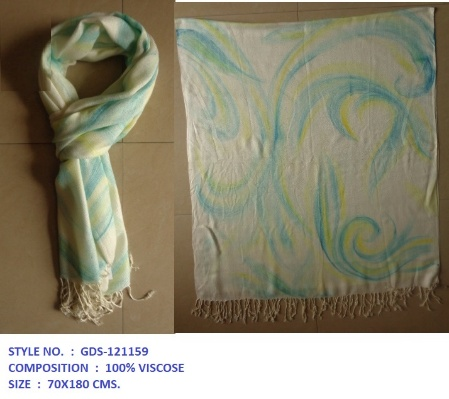 STYLE NO. : GDS-121159
COMPOSITION : 100% VISCOSE
SIZE : 70X180 CMS.